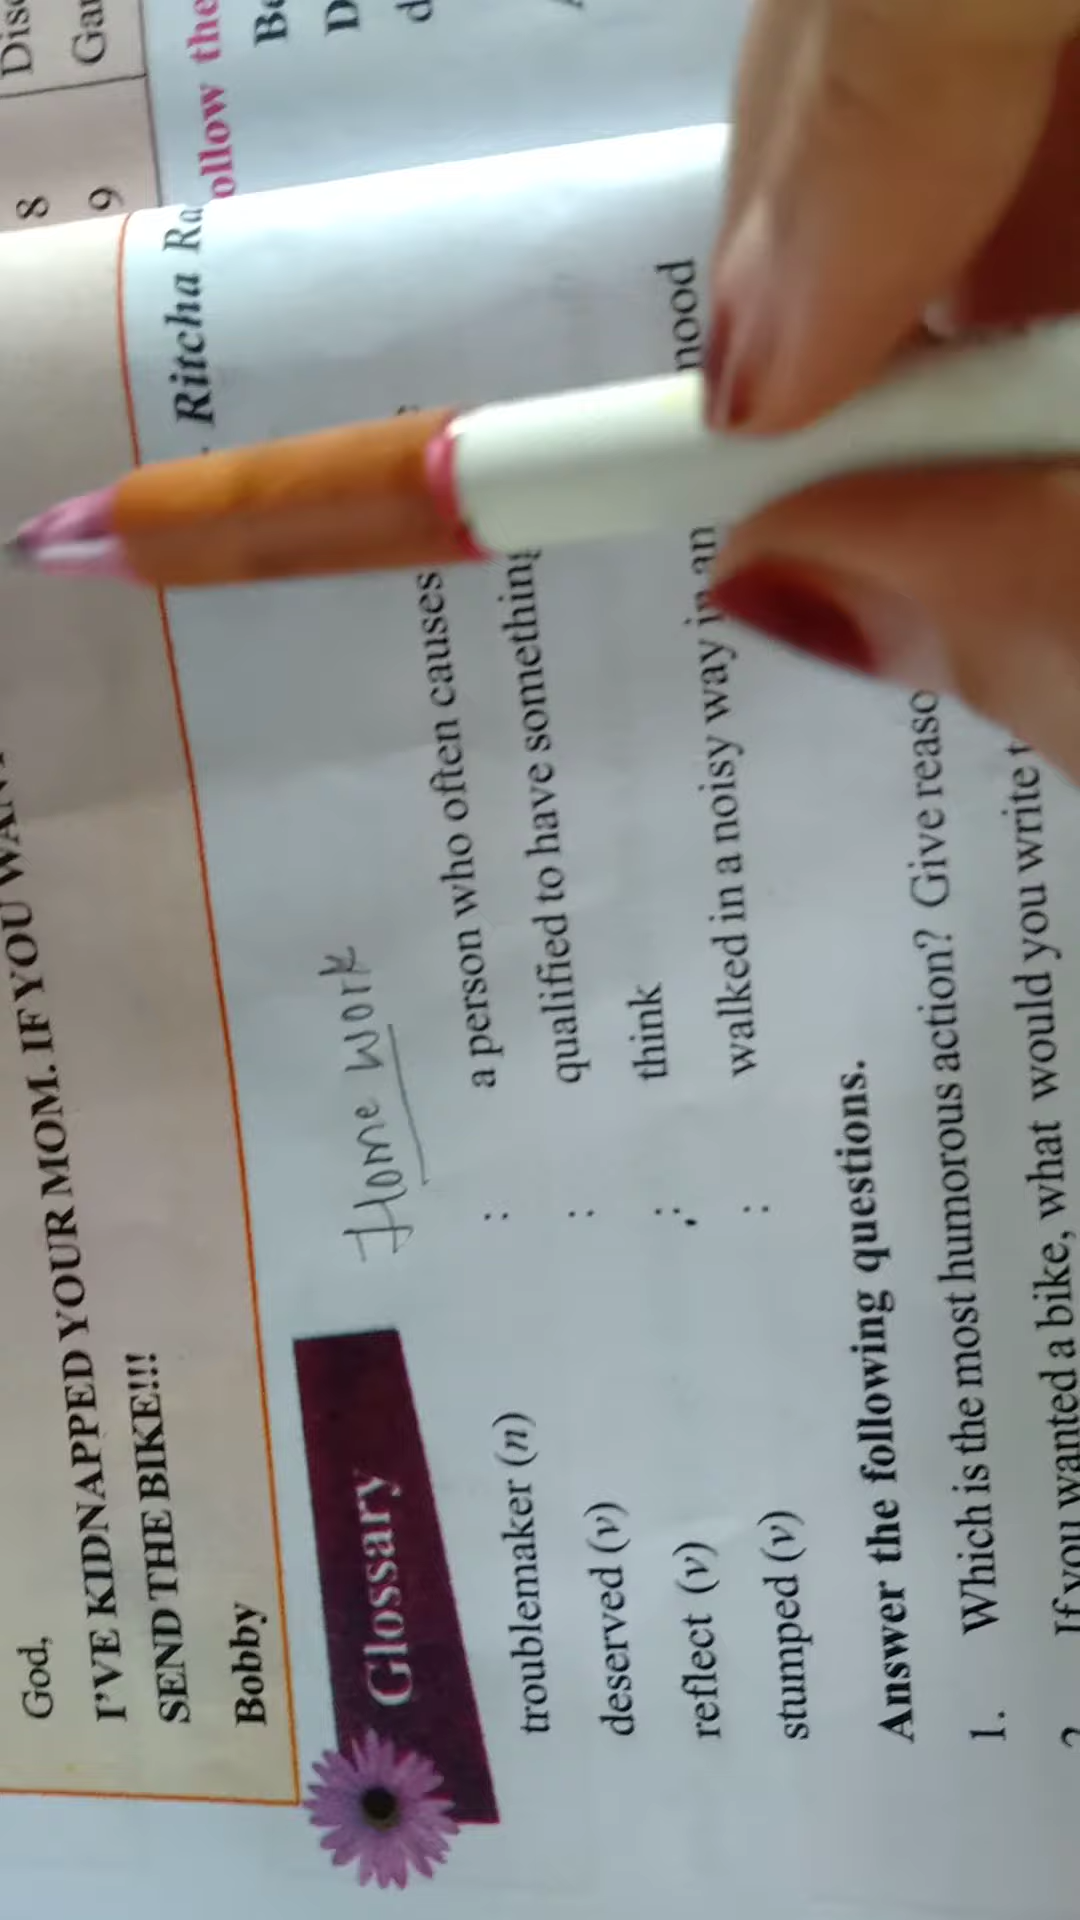 God,
I'VE KIDNAPPED YOUR MOM. IF YOU
SEND THE BIKE!!!
Bobby
Ritcha
Glossary
Home Work
troublemaker (n) : a person who often causes
deserved (v) : qualified to have something
reflect (v) : think
stumped (v) : walked in a noisy way in an
Answer the following questions.
1. Which is the most humorous action? Give
If you wanted a bike, what would you write
8
9